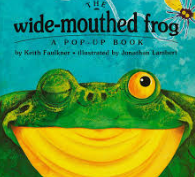 THE
wide-mouthed frog
A POP-UP BOOK
by Keith Faulkner • illustrated by Jonathan Lambert